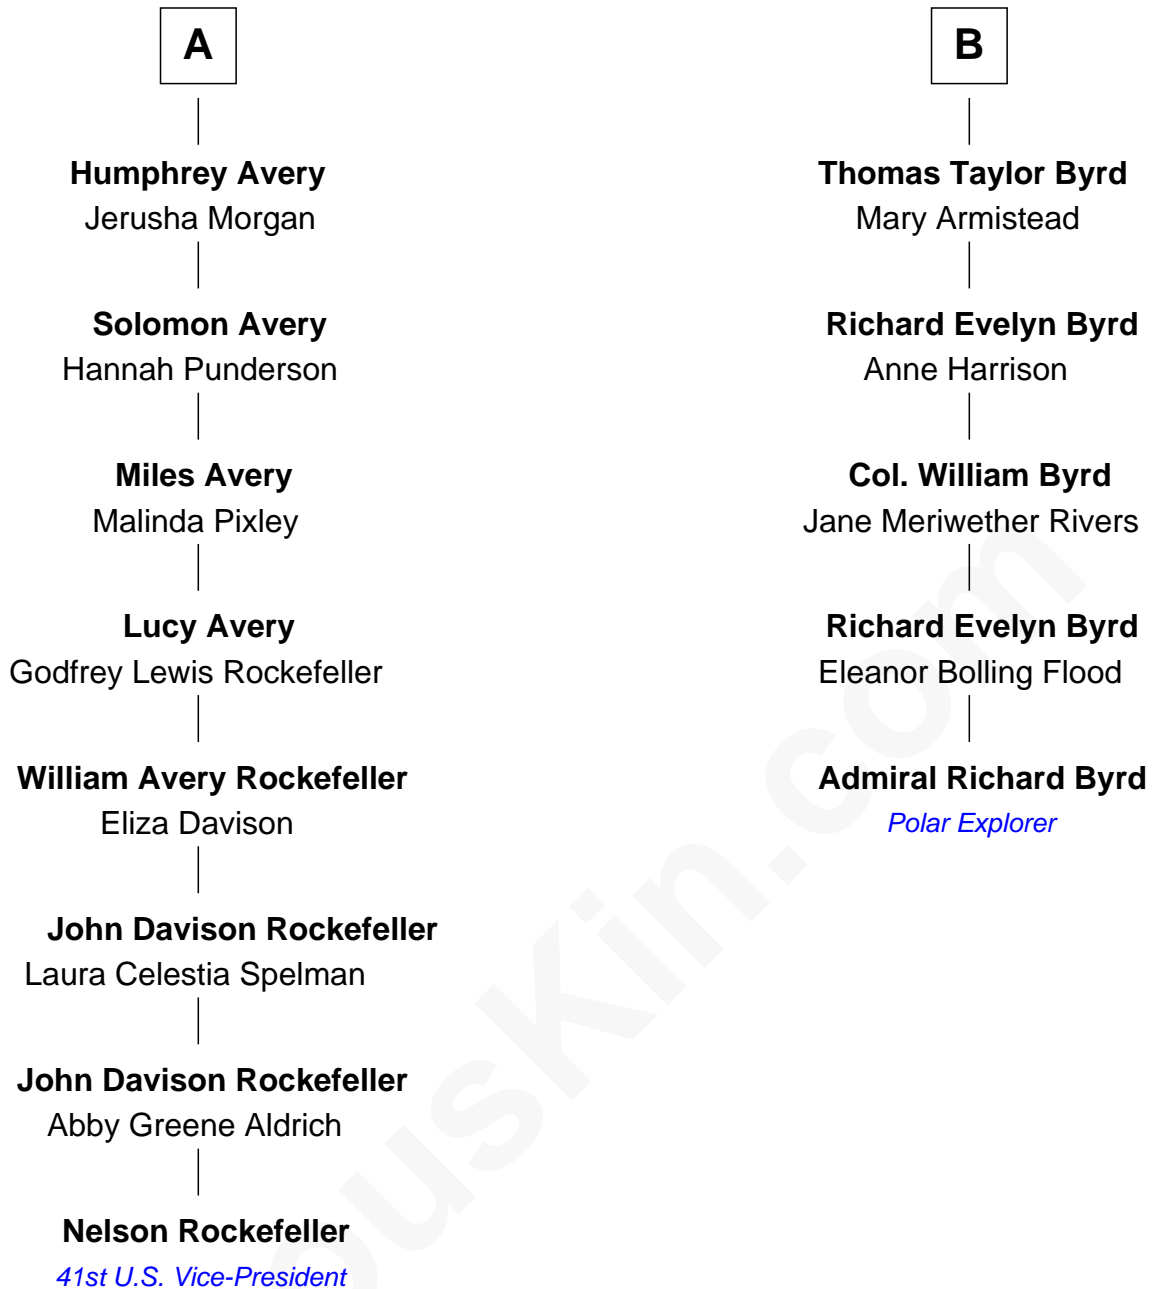 A
Humphrey Avery
Jerusha Morgan
Solomon Avery
Hannah Punderson
Miles Avery
Malinda Pixley
Lucy Avery
Godfrey Lewis Rockefeller
William Avery Rockefeller
Eliza Davison
John Davison Rockefeller
Laura Celestia Spelman
John Davison Rockefeller
Abby Greene Aldrich
Nelson Rockefeller
41st U.S. Vice-President
B
Thomas Taylor Byrd
Mary Armistead
Richard Evelyn Byrd
Anne Harrison
Col. William Byrd
Jane Meriwether Rivers
Richard Evelyn Byrd
Eleanor Bolling Flood
Admiral Richard Byrd
Polar Explorer
ousKin.com